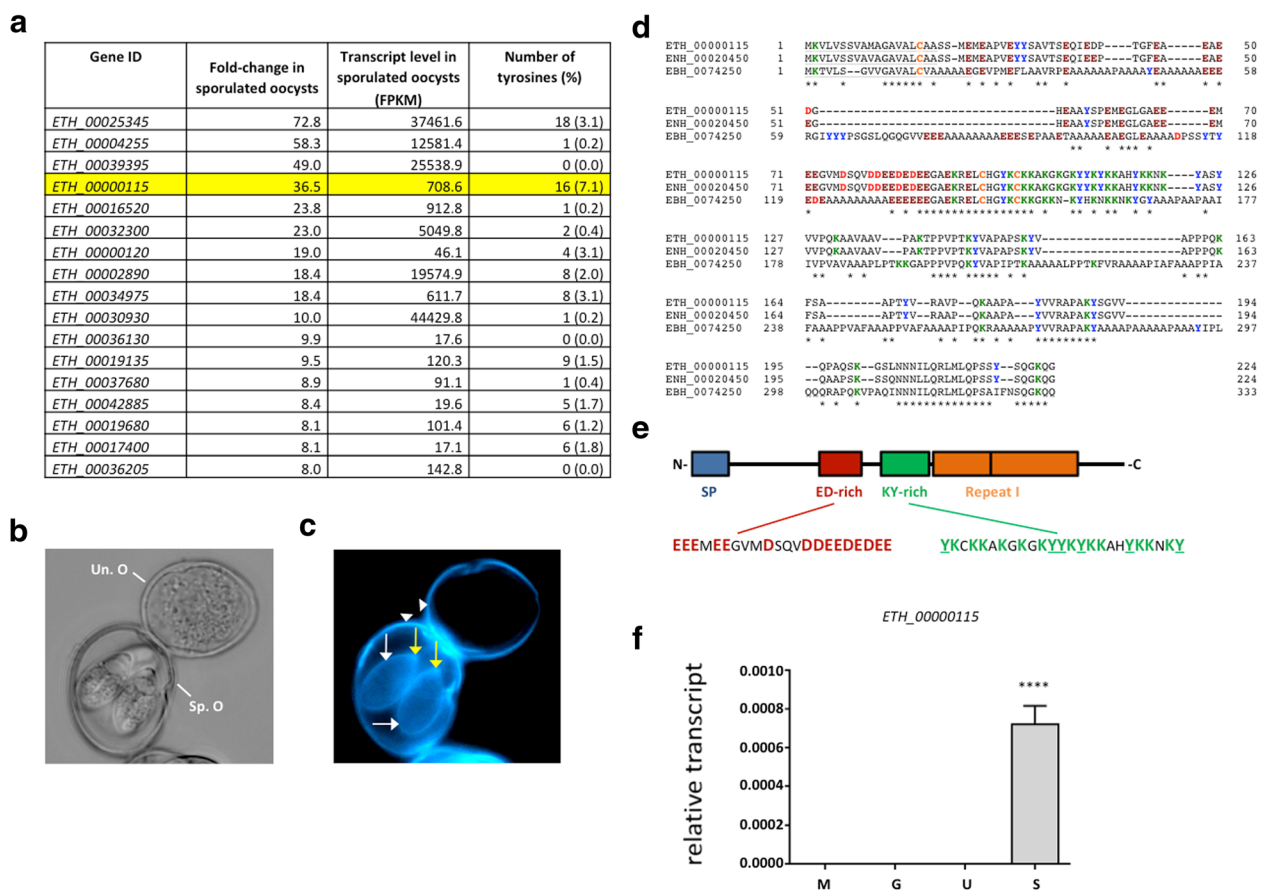 a
Gene ID	Fold-change in sporulated oocysts	Transcript level in sporulated oocysts (FPKM)	Number of tyrosines (%)
ETH_00025345	72.8	37461.6	18 (3.1)
ETH_00004255	58.3	12581.4	1 (0.2)
ETH_00039395	49.0	25538.9	0 (0.0)
ETH_00000115	36.5	708.6	16 (7.1)
ETH_00016520	23.8	912.8	1 (0.2)
ETH_00032300	23.0	5049.8	2 (0.4)
ETH_00000120	19.0	46.1	4 (3.1)
ETH_00002890	18.4	19574.9	8 (2.0)
ETH_00034975	18.4	611.7	8 (3.1)
ETH_00030930	10.0	44429.8	1 (0.2)
ETH_00036130	9.9	17.6	0 (0.0)
ETH_00019135	9.5	120.3	9 (1.5)
ETH_00037680	8.9	91.1	1 (0.4)
ETH_00042885	8.4	19.6	5 (1.7)
ETH_00019680	8.1	101.4	6 (1.2)
ETH_00017400	8.1	17.1	6 (1.8)
ETH_00036205	8.0	142.8	0 (0.0)
b
Un. O
Sp. O
c
d
ETH_00000115 1 MKVLVSSVAMAGAVALCAASS-MEMEAPVEYYSAVTSEQIEDP----TGFEA-----EAE 50
ENH_00020450 1 MKVLVSSVAVAGAVALCAASS-MEMEAPVEYYSAVTSEQIEDP----TGFEA-----EAE 50
EBH_0074250 1 MKTVLS--GVVGAVALCVAAAAAEGEVPMEFLAAVRPEAAAAAAPAAAAYEAAAAAAEEE 58
** * ****** * * * ** * * ** *
ETH_00000115 51 DG-----------------------------------HEAAYSPEMEGLGAEE-----EM 70
ENH_00020450 51 EG-----------------------------------HEAAYSPEMEGLGAEE-----EM 70
EBH_0074250 59 RGIYYYPSGSLQGQGVVEEEAAAAAAAAEEESEPAAETAAAAAEAEGLEAAAADPSSYTY 118
** * *** *
ETH_00000115 71 EEGVMDSQVDDEEDEDEEEGAEKRELCHGYKCKKAKGKGKYYKYKKAHYKKNK----YASY 126
ENH_00020450 71 EEGVMDSQVDDEEDEDEEEGAEKRELCHGYKCKKAKGKGKYYKYKKAHYKKNK----YASY 126
EBH_0074250 119 EDEAAAAAAAAAEEEEEEGAEKRELCHGYKCKKGKKN-KYHKNKKNKYGYAAAPAAPAAI 177
* * * ***************** * ** * ** * *
ETH_00000115 127 VVPQKAAVAAV---PAKTPPVPTKYVAPAPSKYV------------------APPPQK 163
ENH_00020450 127 VVPQKAAVAAV---PAKTPPVPTKYVAPAPSKYV------------------APPPQK 163
EBH_0074250 178 IVPVAVAAAPLPTKKGAPPPVPQKYVAIPIPTKAAAAALPPTKFVRAAAAPIAFAAAPPIA 237
** * * **** ****** * * * **
ETH_00000115 164 FSA---------APTYV--RAVP--QKAAPA----YVVRAPAKYSGVV-------------- 194
ENH_00020450 164 FSA---------APTYV--RAVP--QKAAPA----YVVRAPAKYSGVV-------------- 194
EBH_0074250 238 FAAAPPVAFAAAPPVAFAAAAPIPQKRAAAAAPYVVRAPAKYAAAAPAAAAAPAAAYIPL 297
* * ** * * * * * **********
ETH_00000115 195 --QPAQSK-GSLNNNILQRLMLQPSSY--SQGKQG 224
ENH_00020450 195 --QAAPSK-SSQNNNILQRLMLQPSSY--SQGKQG 224
EBH_0074250 298 QQQRAPQKVPAQINNNILQRLMLQPSAIFNSQGKQQ 333
* * * ************** *****
e
N- -C
SP ED-rich KY-rich Repeat I
EEEMEEGVMDSQVDDEEDEDEE YKCKKAKGKGKYYKYKKAHYKKNKY
f
ETH_00000115
relative transcript
0.0010
0.0008
0.0006
0.0004
0.0002
0.0000
****
M G U S